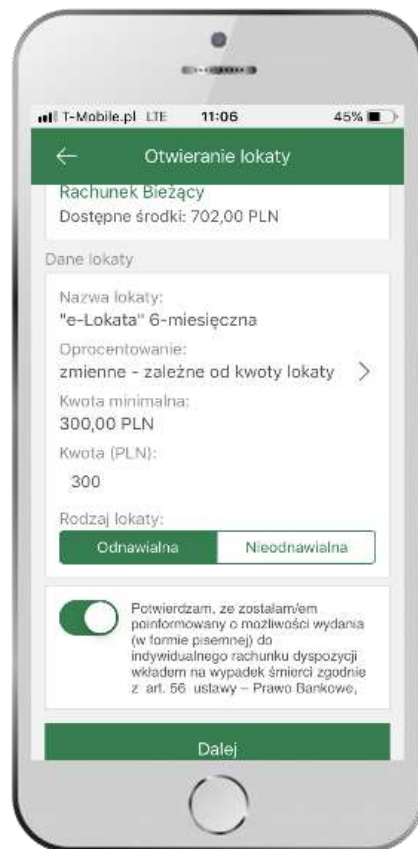 T-Mobile.pl LTE 11:06 45%
Otwieranie lokaty
Rachunek Bieżący
Dostępne środki: 702,00 PLN
Dane lokaty
Nazwa lokaty:
"e-Lokata" 6-miesięczna
Oprocentowanie:
zmienne - zależne od kwoty lokaty
Kwota minimalna:
300,00 PLN
Kwota (PLN):
300
Rodzaj lokaty:
Odnawialna Nieodnawialna
Potwierdzam, ze zostałam/em
poinformowany o możliwości wydania
(w formie pisemnej) do
indywidualnego rachunku dyspozycji
wkładem na wypadek śmierci zgodnie
z art. 56 ustawy – Prawo Bankowe,
Dalej